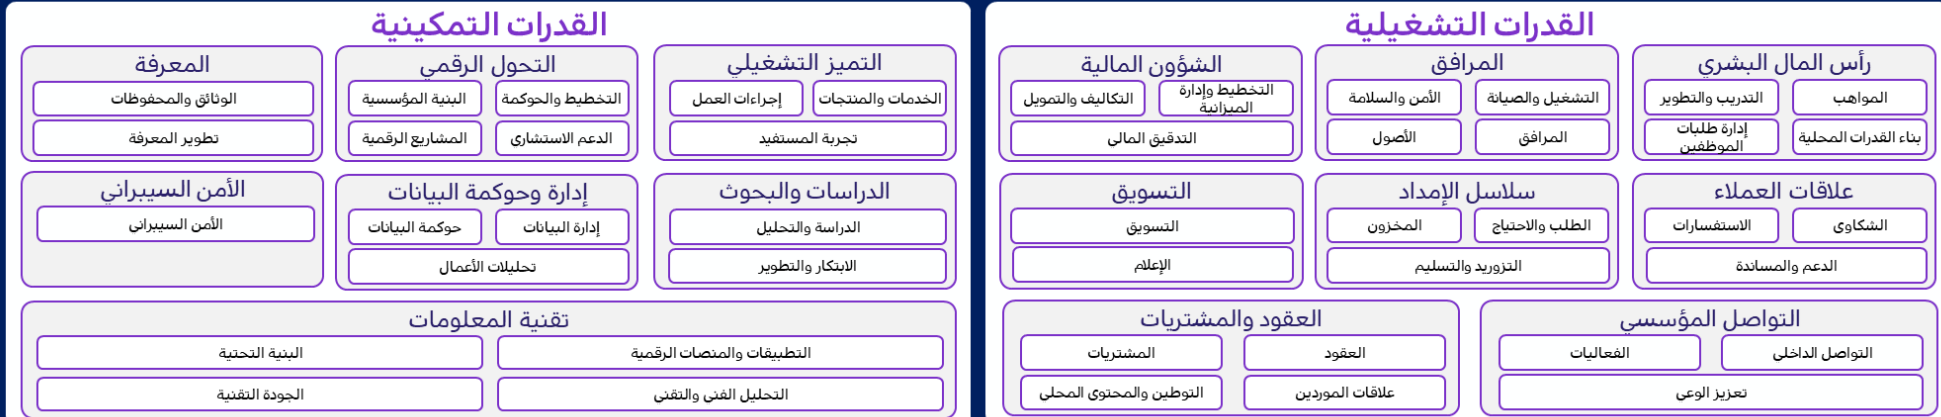 القدرات التشغيلية
رأس المال البشري
المواهب
التدريب والتطوير
بناء القدرات المحلية
إدارة طلبات
الموظفين
المرافق
التشغيل والصيانة
الأمن والسلامة
المرافق
الأصول
الشؤون المالية
التخطيط وإدارة
الميزانية
التكاليف والتمويل
التدقيق المالي
علاقات العملاء
الشكاوى
الاستفسارات
الدعم والمساندة
سلاسل الإمداد
الطلب والاحتياج
المخزون
التزوريد والتسليم
التسويق
التسويق
الإعلام
التواصل المؤسسي
التواصل الداخلي
الفعاليات
تعزيز الوعي
العقود والمشتريات
العقود
المشتريات
علاقات الموردين
التوطين والمحتوى المحلي
القدرات التمكينية
التميز التشغيلي
الخدمات والمنتجات
إجراءات العمل
تجربة المستفيد
التحول الرقمي
التخطيط والحوكمة
البنية المؤسسية
الدعم الاستشاري
المشاريع الرقمية
المعرفة
الوثائق والمحفوظات
تطوير المعرفة
الدراسات والبحوث
الدراسة والتحليل
الابتكار والتطوير
إدارة وحوكمة البيانات
إدارة البيانات
حوكمة البيانات
تحليلات الأعمال
الأمن السيبراني
الأمن السيبراني
تقنية المعلومات
التطبيقات والمنصات الرقمية
البنية التحتية
التحليل الفني والتقني
الجودة التقنية